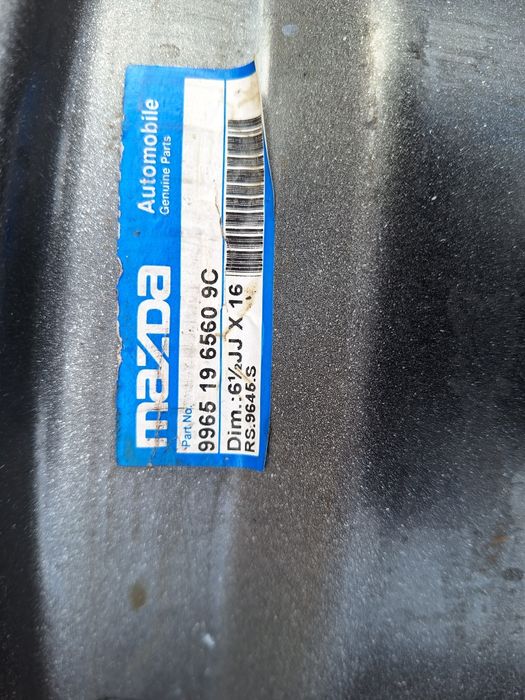 mazDa Automobile
Genuine Parts
Part.No.
9965 19 6560 9C
Dim.:6½JJ X 16
RS.9645.S